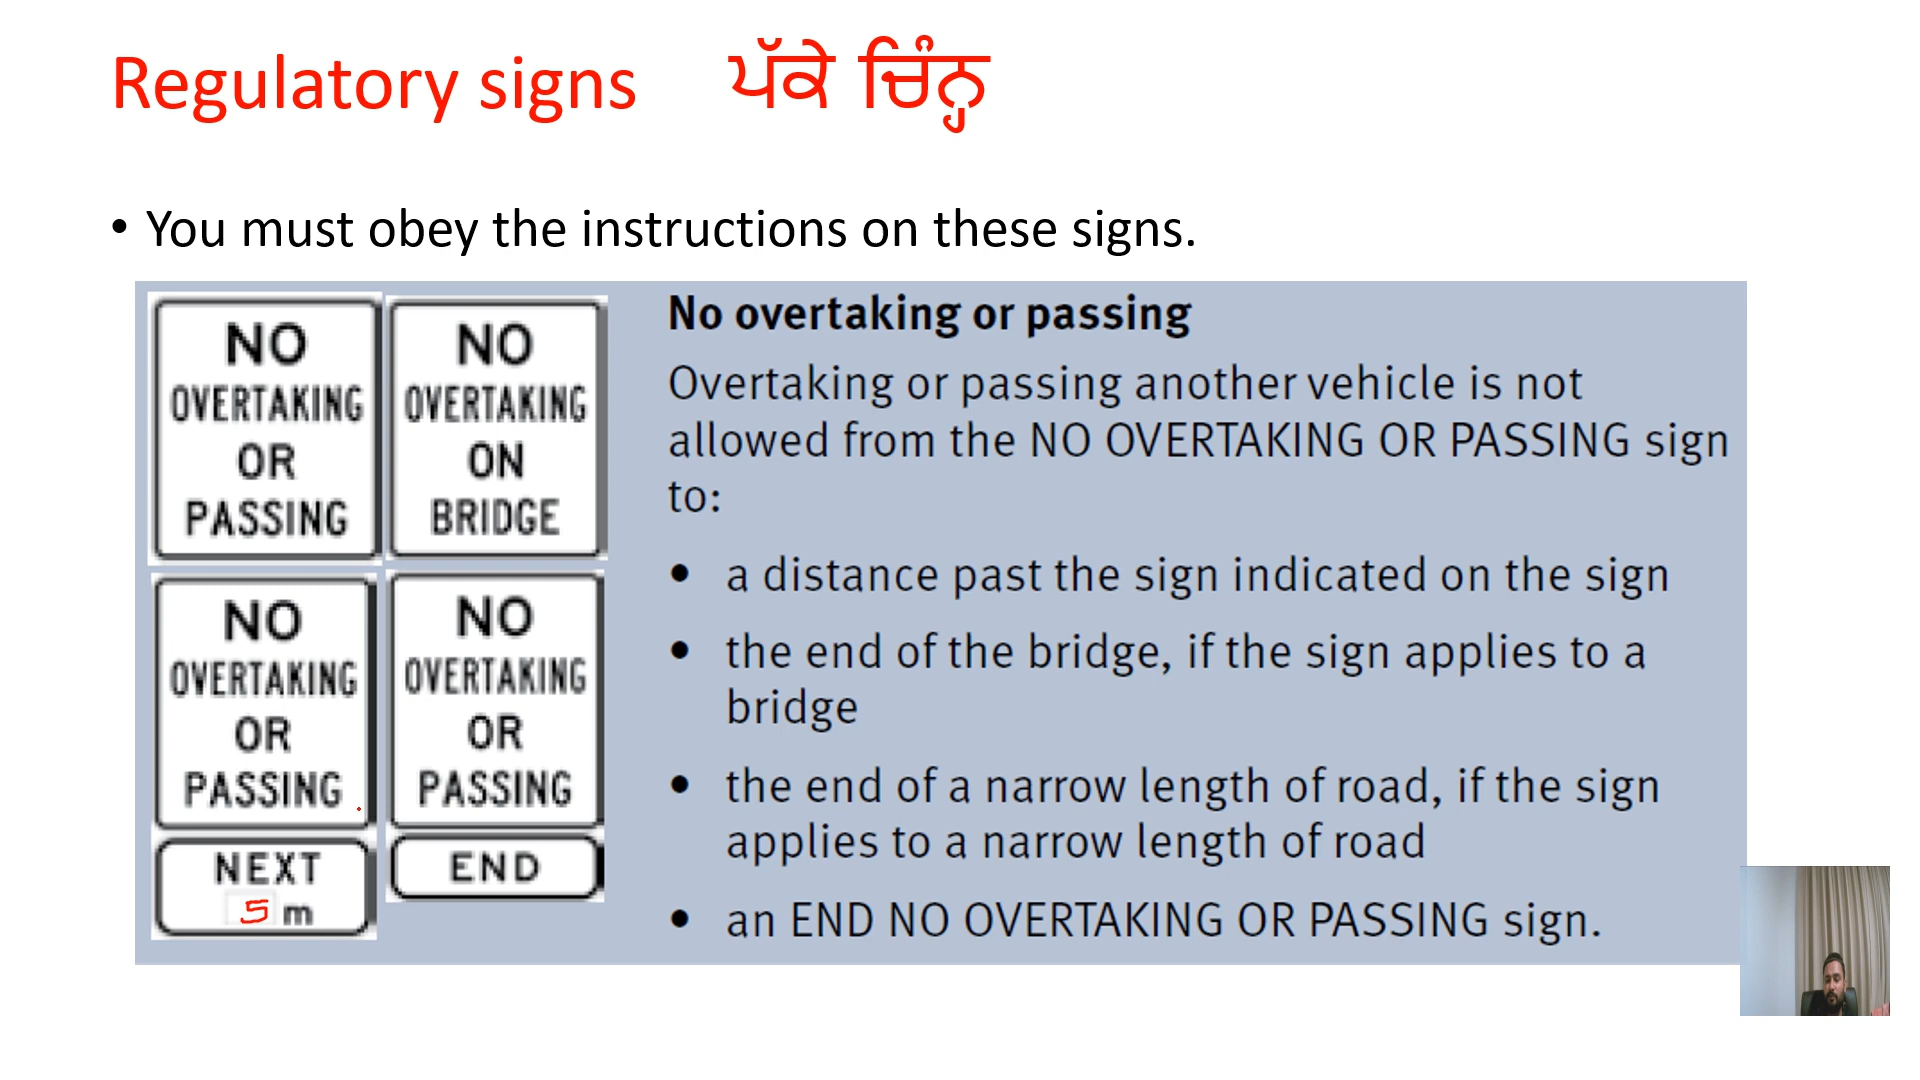 Regulatory signs ਪੱਕੇ ਚਿੰਨ੍ਹ
• You must obey the instructions on these signs.
NO
OVERTAKING
OR
PASSING
NO
OVERTAKING
ON
BRIDGE
NO
OVERTAKING
OR
PASSING
NEXT
5 m
NO
OVERTAKING
OR
PASSING
END
No overtaking or passing
Overtaking or passing another vehicle is not
allowed from the NO OVERTAKING OR PASSING sign
to:
• a distance past the sign indicated on the sign
• the end of the bridge, if the sign applies to a
bridge
• the end of a narrow length of road, if the sign
applies to a narrow length of road
• an END NO OVERTAKING OR PASSING sign.